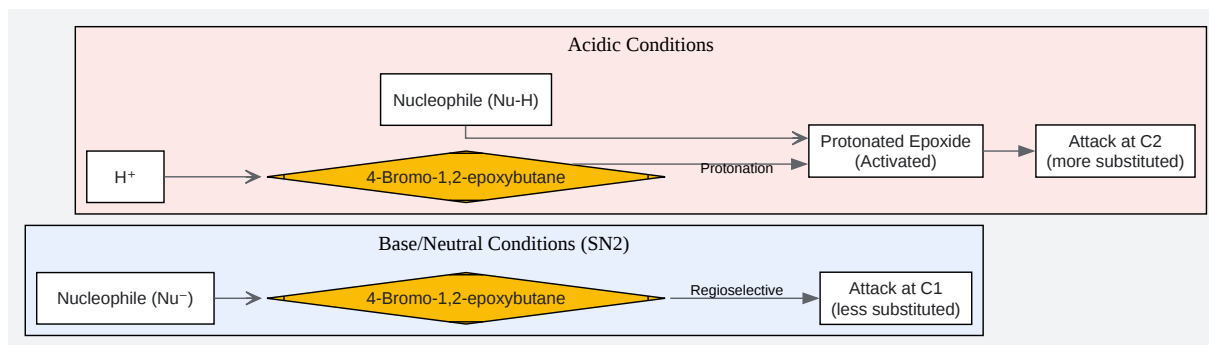 Acidic Conditions
Nucleophile (Nu-H)
H⁺
4-Bromo-1,2-epoxybutane
Protonation
Protonated Epoxide
(Activated)
Attack at C2
(more substituted)
Base/Neutral Conditions (SN2)
Nucleophile (Nu⁻)
4-Bromo-1,2-epoxybutane
Regioselective
Attack at C1
(less substituted)